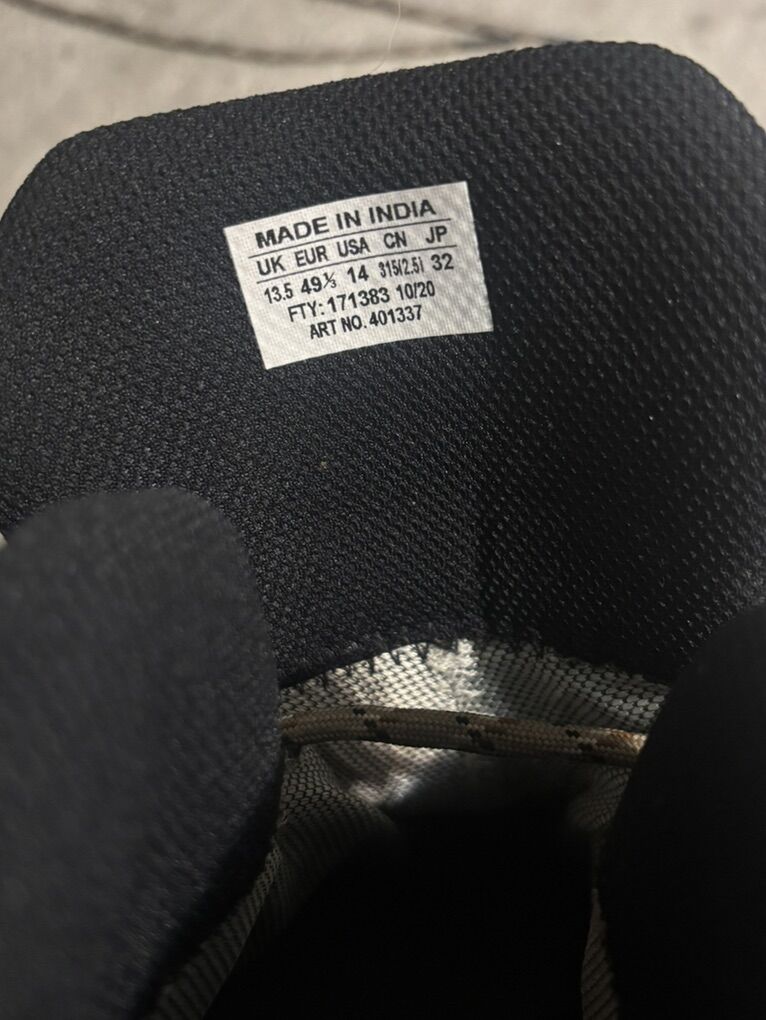 MADE IN INDIA
UK EUR USA CN JP
13.5 49⅓ 14 315(2.5) 32
FTY: 171383 10/20
ART NO. 401337